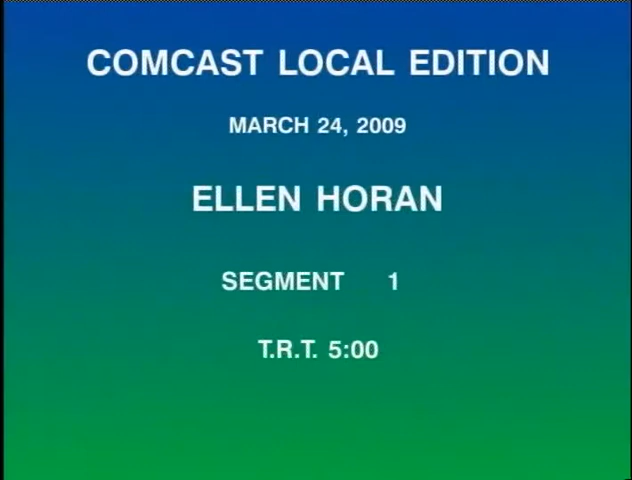 COMCAST LOCAL EDITION
MARCH 24, 2009
ELLEN HORAN
SEGMENT 1
T.R.T. 5:00